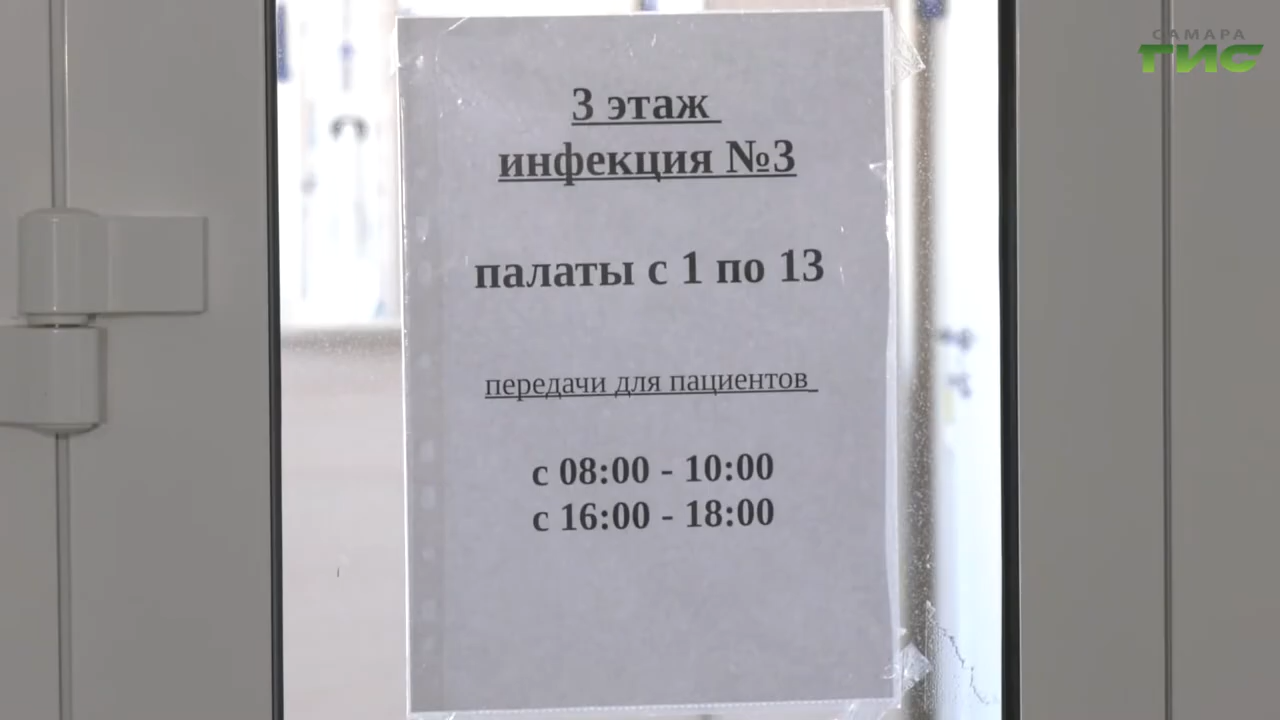 САМАРА
ГИС
3 этаж
инфекция №3
палаты с 1 по 13
передачи для пациентов
с 08:00 - 10:00
с 16:00 - 18:00